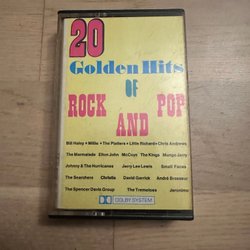 20
Golden Hits
OF
ROCK POP
AND
Bill Haley • Millie • The Platters • Little Richard • Chris Andrews
The Marmalade Elton John McCoys The Kings Mungo Jerry
Johnny & The Hurricanes Jerry Lee Lewis Small Faces
The Searchers Christie David Garrick André Brasseur
The Spencer Davis Group The Tremeloes Jeronimo
DOLBY SYSTEM